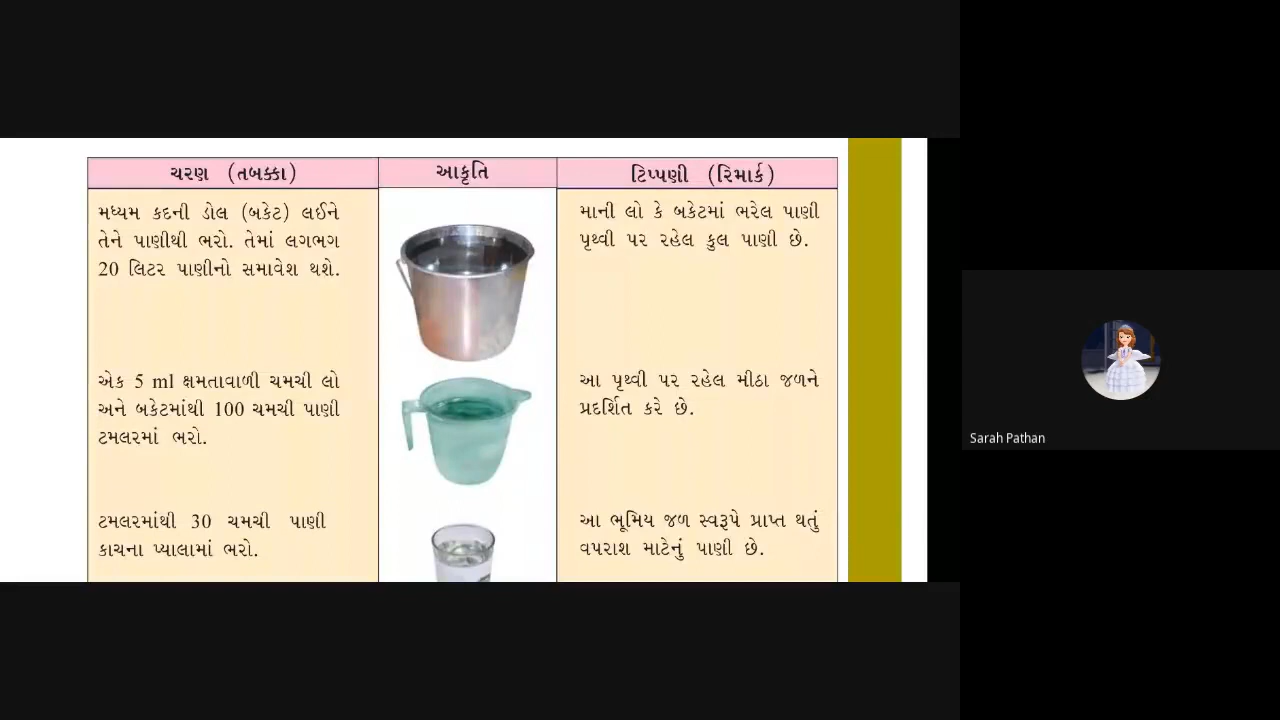 ચરણ (તબક્કા)
આકૃતિ
ટિપ્પણી (રિમાર્ક)
મધ્યમ કદની ડોલ (બકેટ) લઈને
તેને પાણીથી ભરો. તેમાં લગભગ
20 લિટર પાણીનો સમાવેશ થશે.
માની લો કે બકેટમાં ભરેલ પાણી
પૃથ્વી પર રહેલ કુલ પાણી છે.
એક 5 ml ક્ષમતાવાળી ચમચી લો
અને બકેટમાંથી 100 ચમચી પાણી
ટમલરમાં ભરો.
આ પૃથ્વી પર રહેલ મીઠા જળને
પ્રદર્શિત કરે છે.
ટમલરમાંથી 30 ચમચી પાણી
કાચના પ્યાલામાં ભરો.
આ ભૂમિય જળ સ્વરૂપે પ્રાપ્ત થતું
વપરાશ માટેનું પાણી છે.
Sarah Pathan